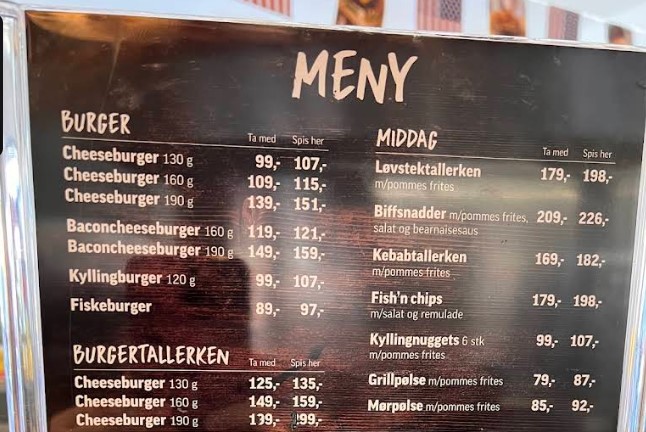 MENY
BURGER
Ta med Spis her
Cheeseburger 130 g 99,- 107,-
Cheeseburger 160 g 109,- 115,-
Cheeseburger 190 g 139,- 151,-
Baconcheeseburger 160 g 119,- 121,-
Baconcheeseburger 190 g 149,- 159,-
Kyllingburger 120 g 99,- 107,-
Fiskeburger 89,- 97,-
BURGERTALLERKEN
Ta med Spis her
Cheeseburger 130 g 125,- 135,-
Cheeseburger 160 g 149,- 159,-
Cheeseburger 190 g
MIDDAG
Ta med Spis her
Løvstektallerken 179,- 198,-
m/pommes frites
Biffsnadder m/pommes frites, 209,- 226,-
salat og bearnaisesaus
Kebabtallerken 169,- 182,-
m/pommes frites
Fish'n chips 179,- 198,-
m/salat og remulade
Kyllingnuggets 6 stk 99,- 107,-
m/pommes frites
Grillpølse m/pommes frites 79,- 87,-
Mørpølse m/pommes frites 85,- 92,-